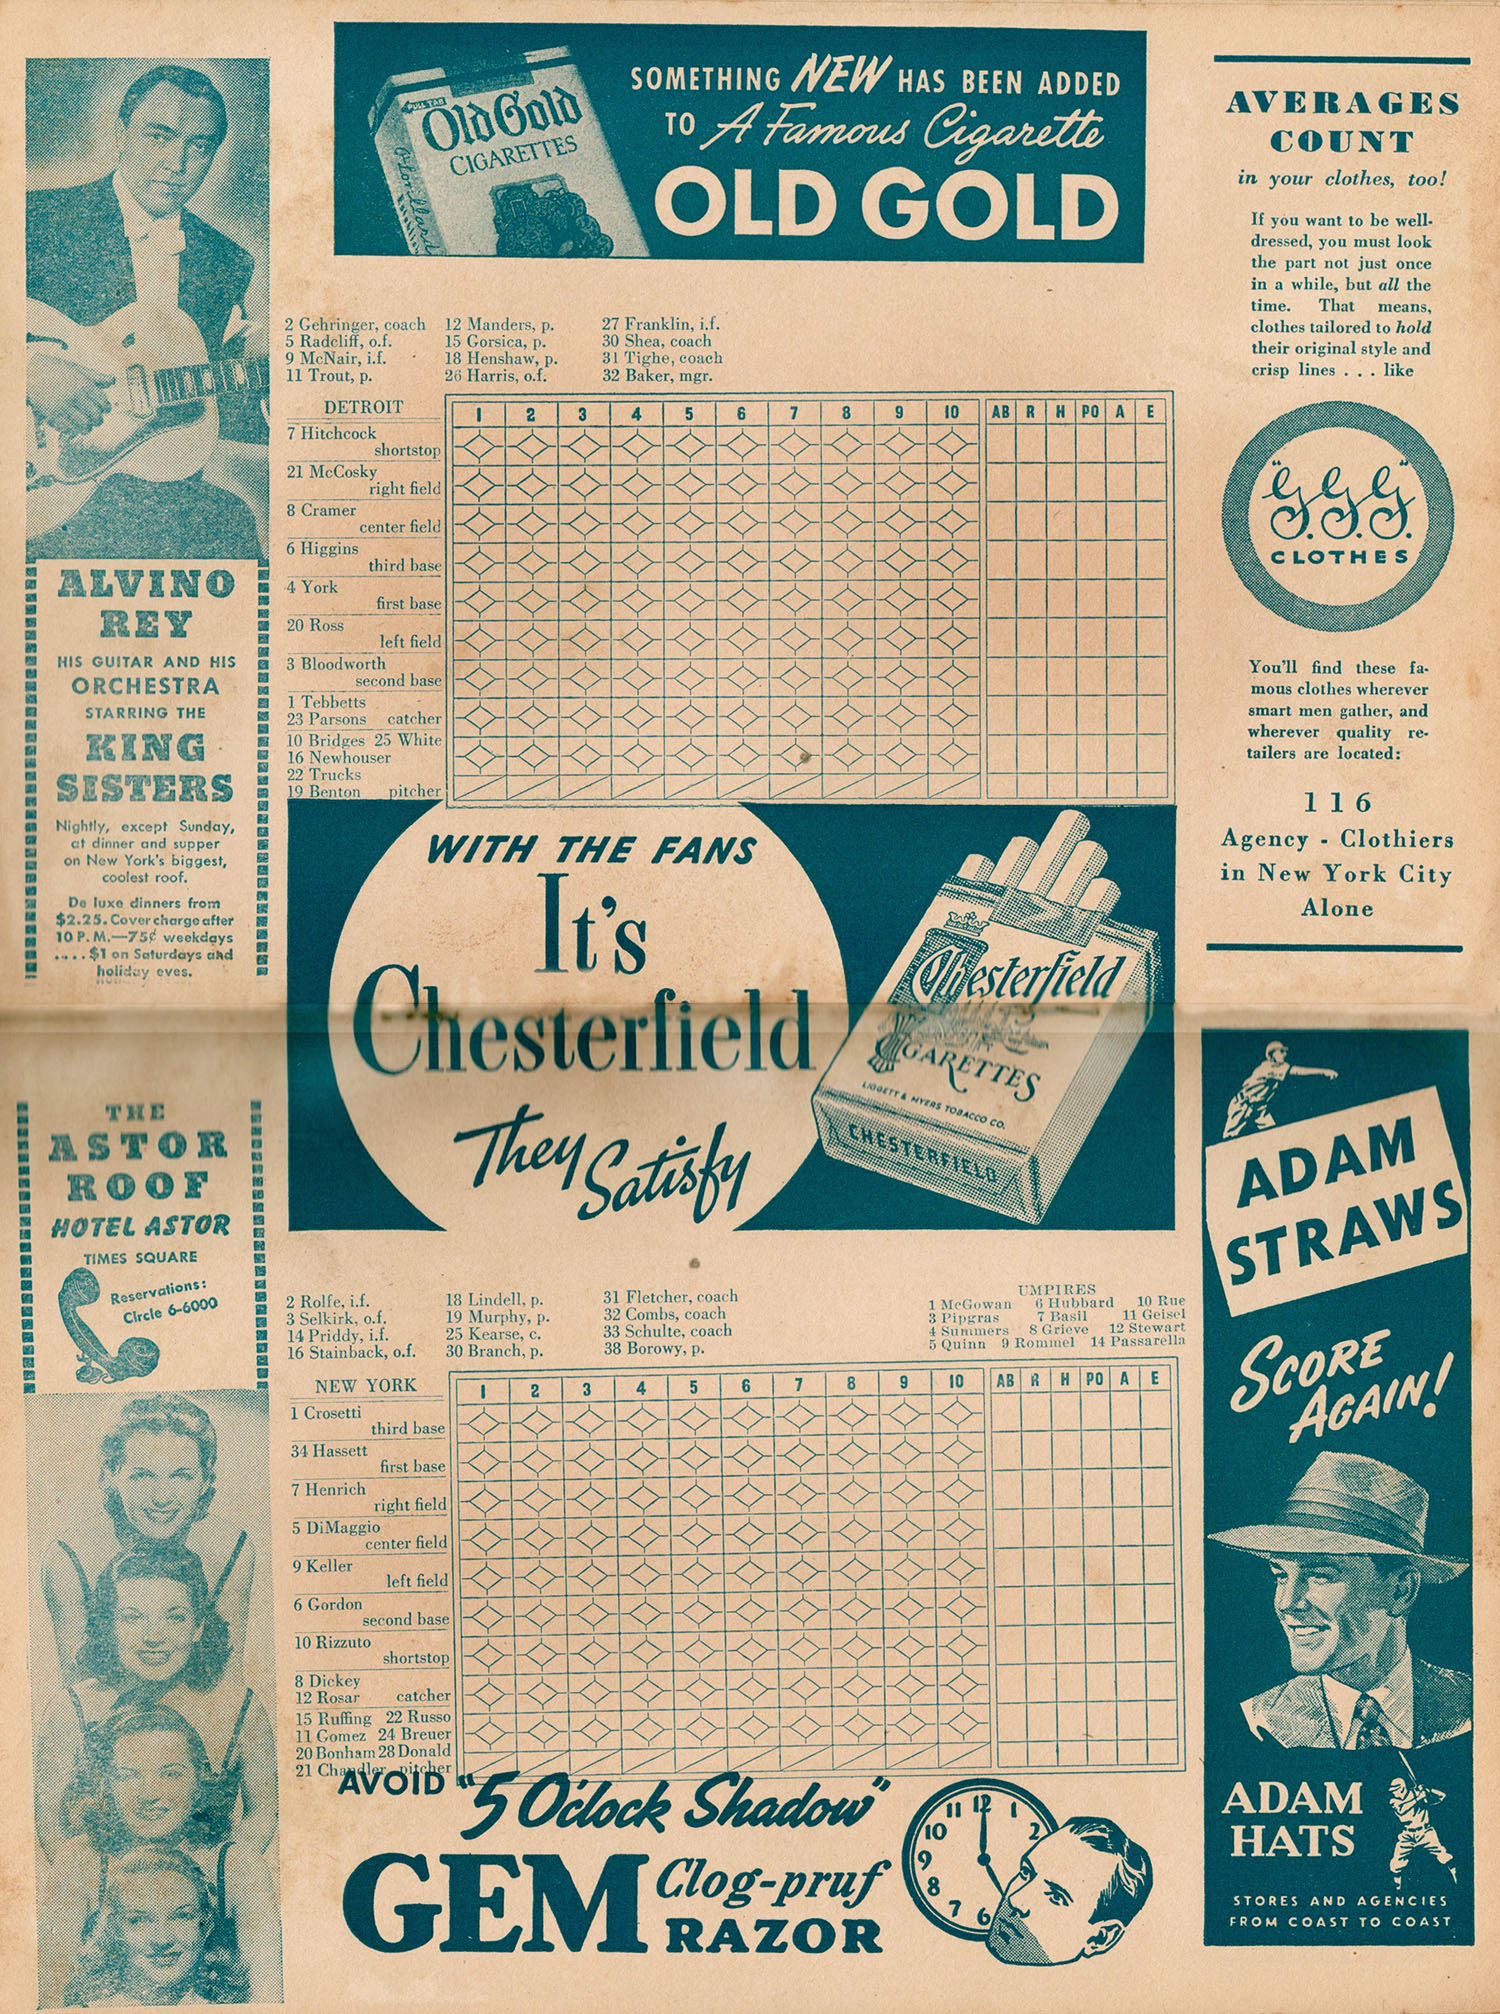 SOMETHING NEW HAS BEEN ADDED
TO A Famous Cigarette
OLD GOLD
PULL TAB
Old Gold
CIGARETTES
P. Lorillard
ALVINO
REY
HIS GUITAR AND HIS
ORCHESTRA
STARRING THE
KING
SISTERS
Nightly, except Sunday,
at dinner and supper
on New York's biggest,
coolest roof.
De luxe dinners from
$2.25. Cover charge after
10 P. M.—75¢ weekdays
.... $1 on Saturdays and
holiday eves.
THE
ASTOR
ROOF
HOTEL ASTOR
TIMES SQUARE
Reservations:
Circle 6-6000
2 Gehringer, coach 12 Manders, p. 27 Franklin, i.f.
5 Radcliff, o.f. 15 Gorsica, p. 30 Shea, coach
9 McNair, i.f. 18 Henshaw, p. 31 Tighe, coach
11 Trout, p. 26 Harris, o.f. 32 Baker, mgr.
DETROIT 1 2 3 4 5 6 7 8 9 10 AB R H PO A E
7 Hitchcock
shortstop
21 McCosky
right field
8 Cramer
center field
6 Higgins
third base
4 York
first base
20 Ross
left field
3 Bloodworth
second base
1 Tebbetts
23 Parsons catcher
10 Bridges 25 White
16 Newhouser
22 Trucks
19 Benton pitcher
WITH THE FANS
It's
Chesterfield
They Satisfy
Chesterfield
CIGARETTES
LIGGETT & MYERS TOBACCO CO.
CHESTERFIELD
2 Rolfe, i.f. 18 Lindell, p. 31 Fletcher, coach
3 Selkirk, o.f. 19 Murphy, p. 32 Combs, coach
14 Priddy, i.f. 25 Kearse, c. 33 Schulte, coach
16 Stainback, o.f. 30 Branch, p. 38 Borowy, p.
UMPIRES
1 McGowan 6 Hubbard 10 Rue
3 Pipgras 7 Basil 11 Geisel
4 Summers 8 Grieve 12 Stewart
5 Quinn 9 Rommel 14 Passarella
NEW YORK 1 2 3 4 5 6 7 8 9 10 AB R H PO A E
1 Crosetti
third base
34 Hassett
first base
7 Henrich
right field
5 DiMaggio
center field
9 Keller
left field
6 Gordon
second base
10 Rizzuto
shortstop
8 Dickey
12 Rosar catcher
15 Ruffing 22 Russo
11 Gomez 24 Breuer
20 Bonham 28 Donald
21 Chandler pitcher
AVOID "5 O'clock Shadow"
GEM Clog-pruf
RAZOR
11 12 1
10 2
9
8
7 6
AVERAGES
COUNT
in your clothes, too!
If you want to be well-
dressed, you must look
the part not just once
in a while, but all the
time. That means,
clothes tailored to hold
their original style and
crisp lines . . . like
"G.G.G."
CLOTHES
You'll find these fa-
mous clothes wherever
smart men gather, and
wherever quality re-
tailers are located:
116
Agency - Clothiers
in New York City
Alone
ADAM
STRAWS
SCORE
AGAIN!
ADAM
HATS
STORES AND AGENCIES
FROM COAST TO COAST